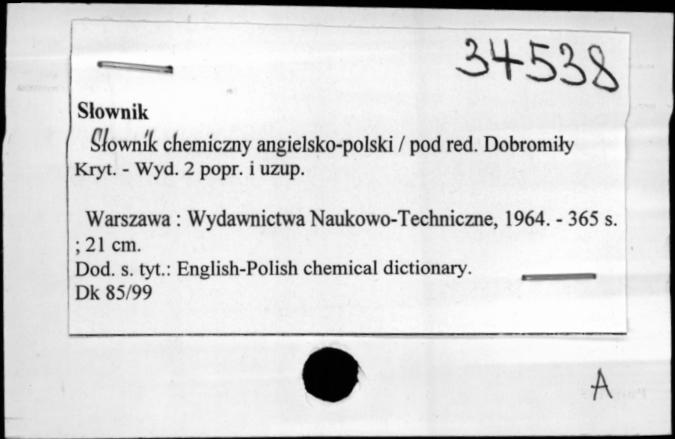 34538
Słownik
Słownik chemiczny angielsko-polski / pod red. Dobromiły
Kryt. - Wyd. 2 popr. i uzup.
Warszawa : Wydawnictwa Naukowo-Techniczne, 1964. - 365 s.
; 21 cm.
Dod. s. tyt.: English-Polish chemical dictionary.
Dk 85/99
A